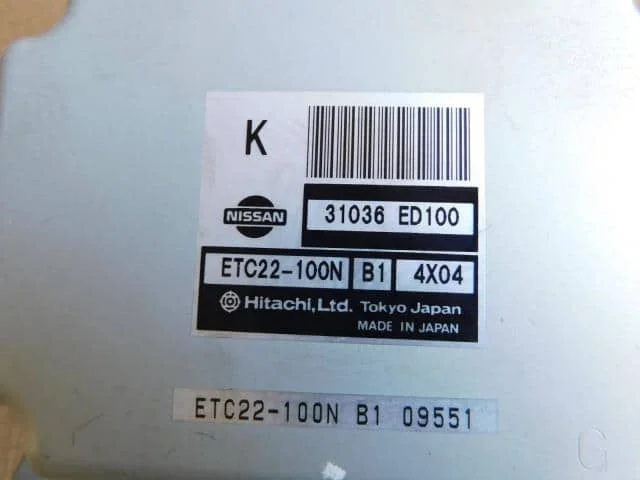 K
NISSAN
31036 ED100
ETC22-100N B1 4X04
Hitachi,Ltd. Tokyo Japan
MADE IN JAPAN
ETC22-100N B1 09551
G